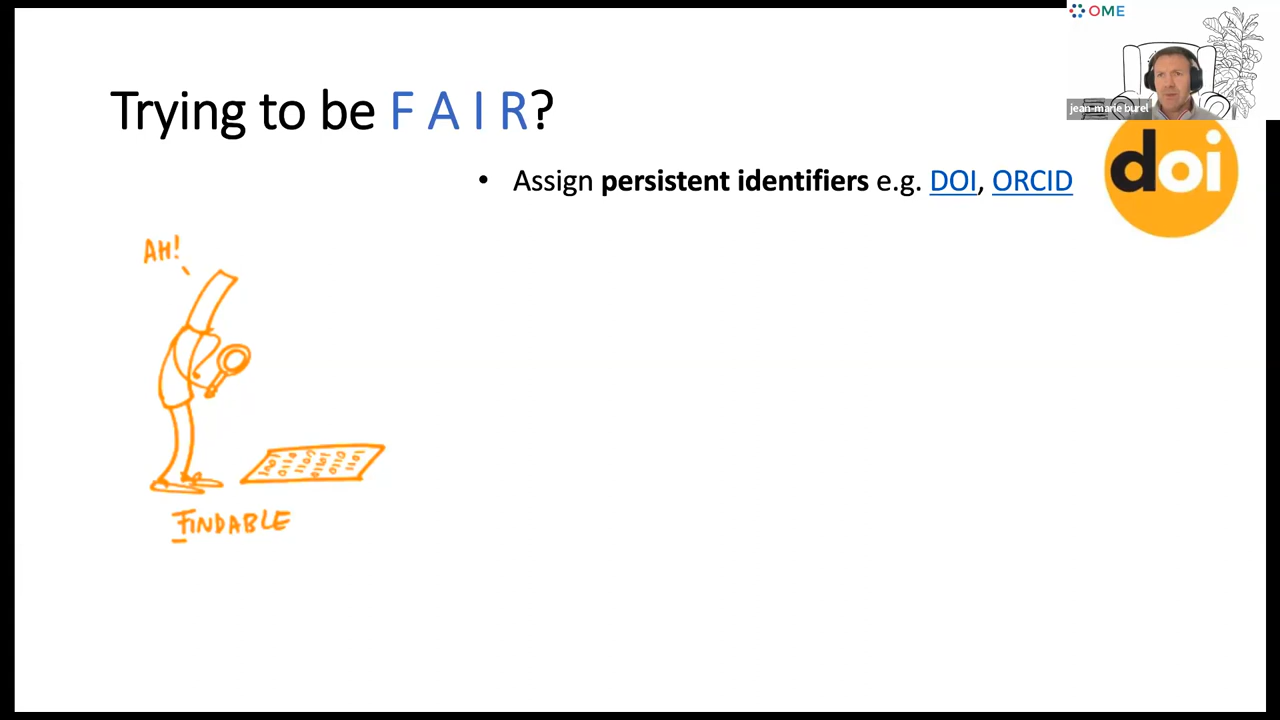 OME
jean-marie burel
Trying to be F A I R?
doi
• Assign persistent identifiers e.g. DOI, ORCID
AH!
FINDABLE